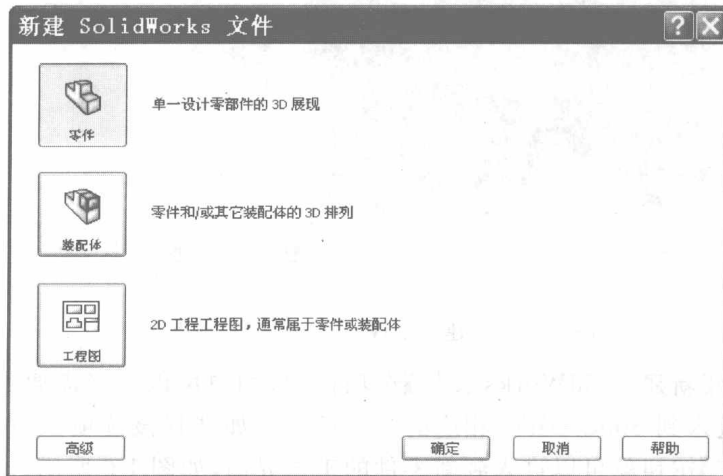 新建 SolidWorks 文件
单一设计零部件的 3D 展现
零件
零件和/或其它装配体的 3D 排列
装配体
2D 工程工程图，通常属于零件或装配体
工程图
高级 确定 取消 帮助